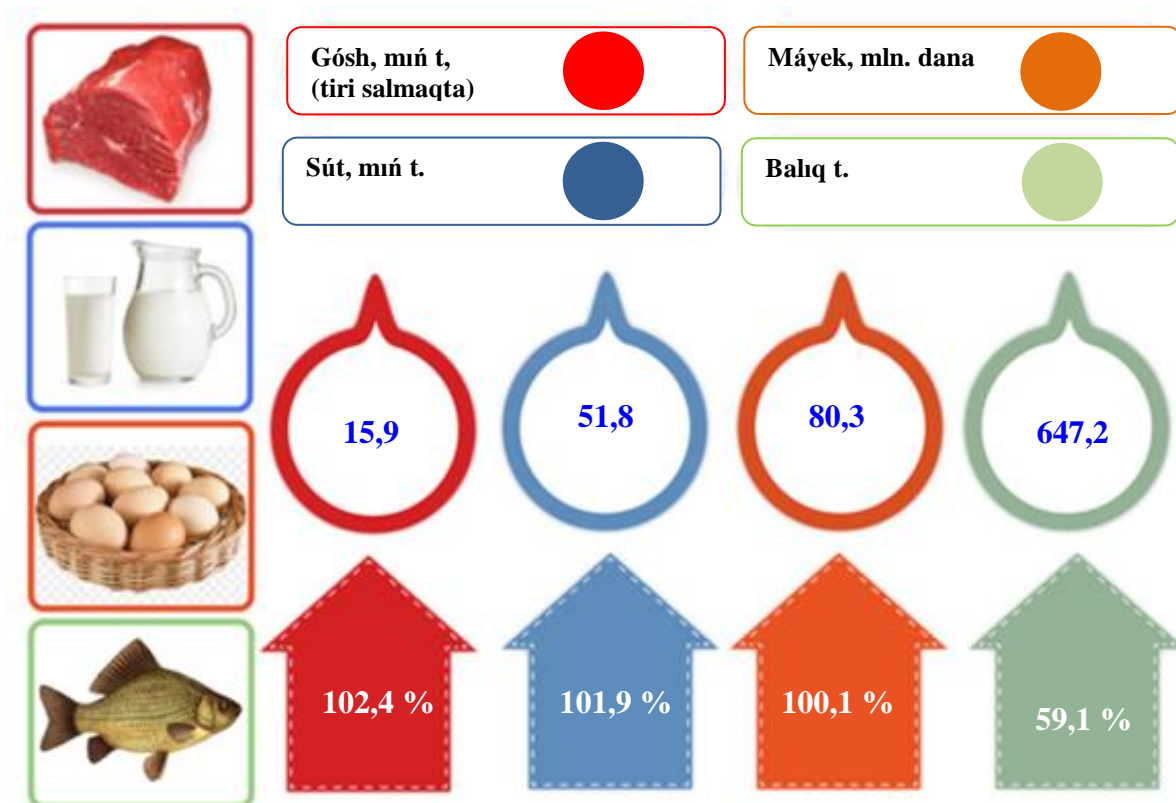 Gósh, mıń t,
(tiri salmaqta)
Máyek, mln. dana
Sút, mıń t.
Balıq t.
15,9
51,8
80,3
647,2
102,4 %
101,9 %
100,1 %
59,1 %